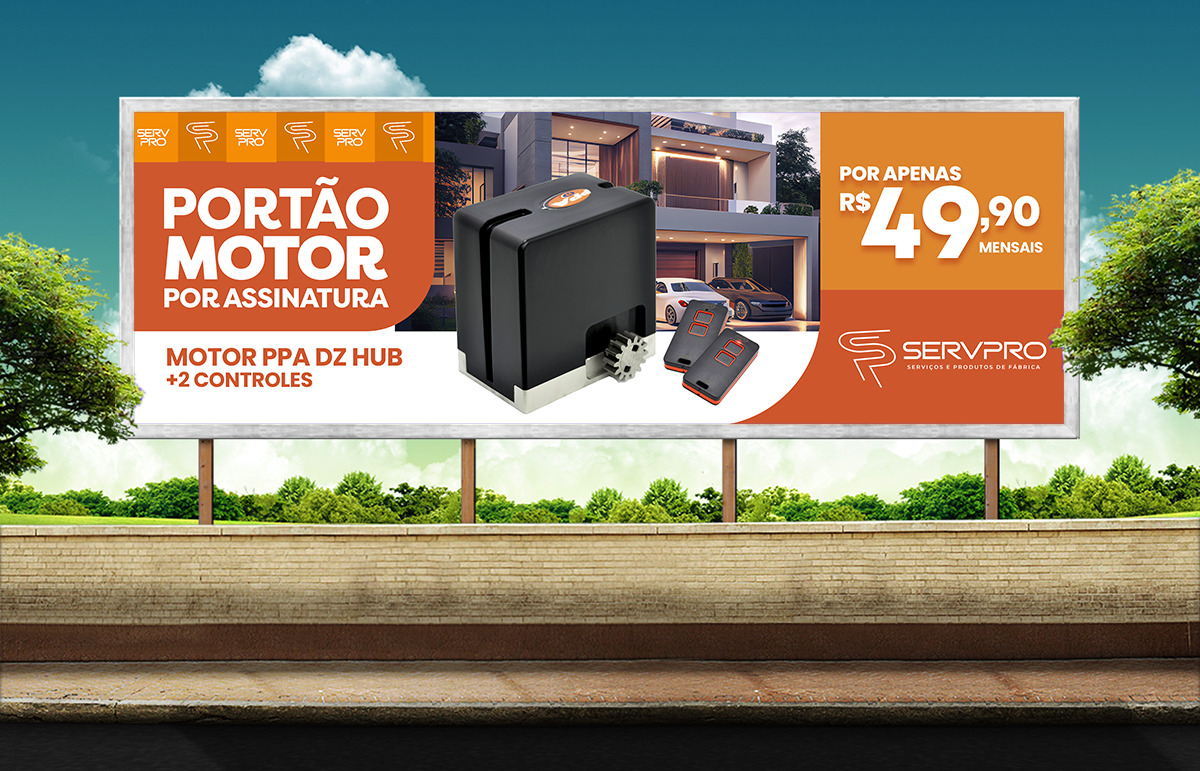 SERV PRO SERV PRO SERV PRO
PORTÃO
MOTOR
POR ASSINATURA
MOTOR PPA DZ HUB
+2 CONTROLES
POR APENAS
R$ 49,90
MENSAIS
SERVPRO
SERVIÇOS E PRODUTOS DE FÁBRICA